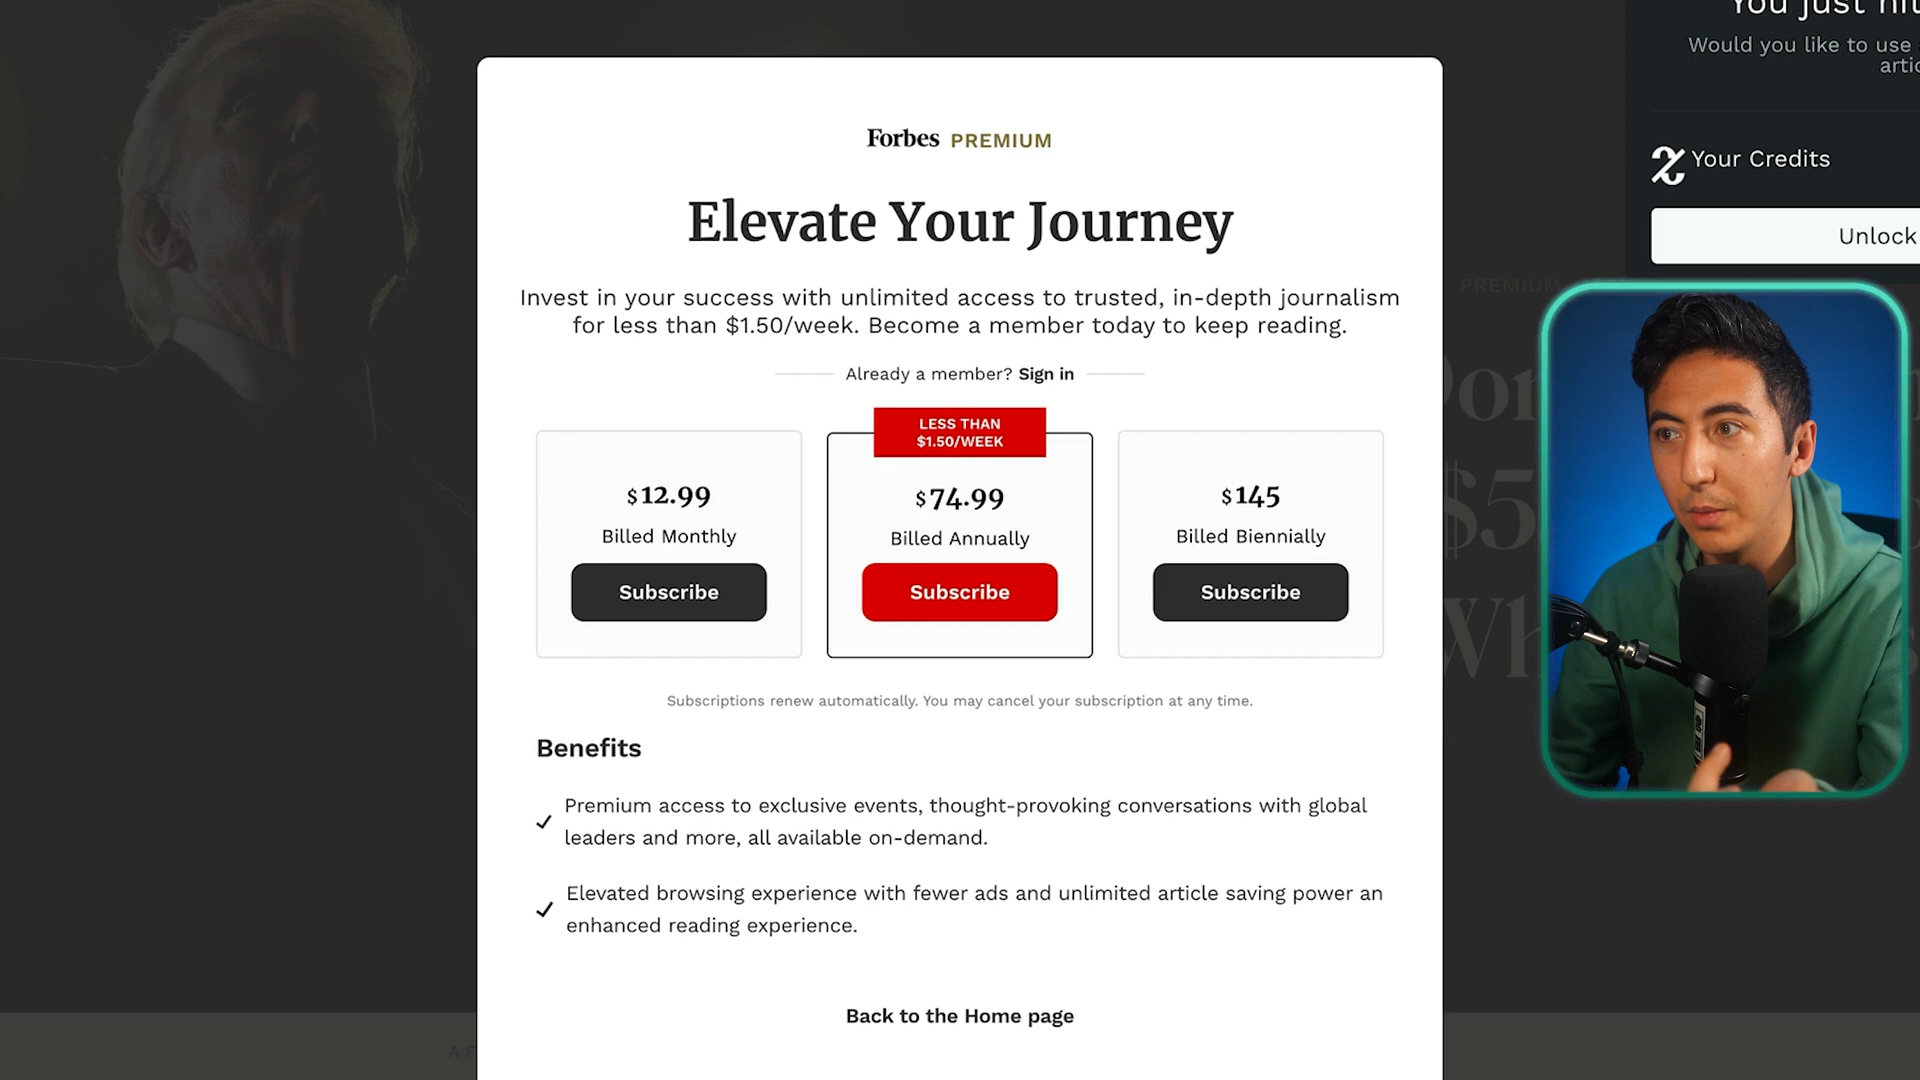 You just hit
Would you like to use
Forbes PREMIUM
Your Credits
Elevate Your Journey
Unlock
PREMIUM
Invest in your success with unlimited access to trusted, in-depth journalism
for less than $1.50/week. Become a member today to keep reading.
Already a member? Sign in
LESS THAN
$1.50/WEEK
$12.99
Billed Monthly
Subscribe
$74.99
Billed Annually
Subscribe
$145
Billed Biennially
Subscribe
Subscriptions renew automatically. You may cancel your subscription at any time.
Benefits
Premium access to exclusive events, thought-provoking conversations with global
leaders and more, all available on-demand.
Elevated browsing experience with fewer ads and unlimited article saving power an
enhanced reading experience.
Back to the Home page